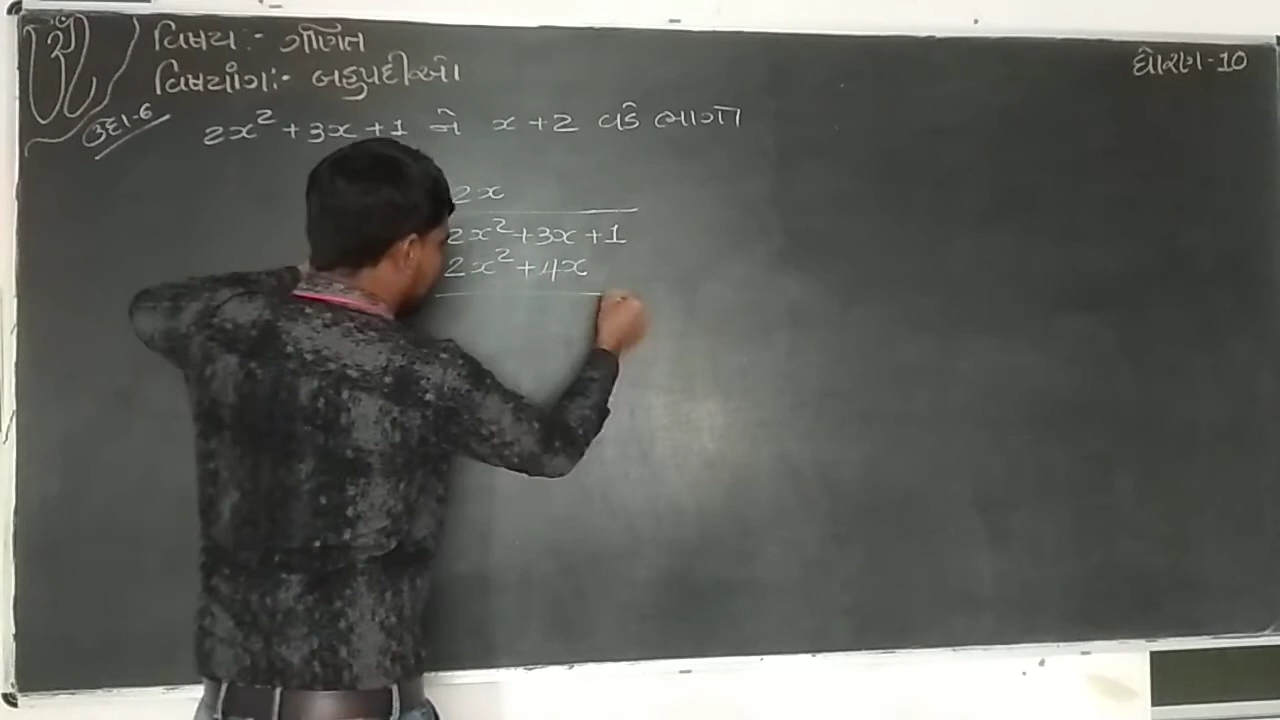 વિષય :- ગણિત
ધોરણ-10
વિષયાંગ:- બહુપદીઓ
ઉદા-6
2x² + 3x + 1 ને x + 2 વડે ભાગો
2x
2x² + 3x + 1
2x² + 4x